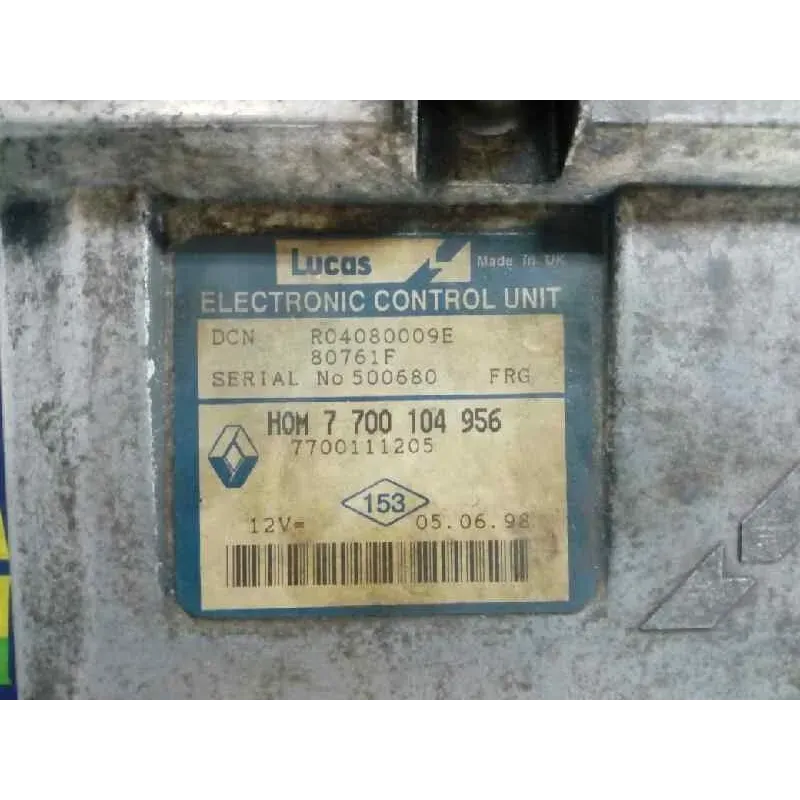 Lucas
Made In UK
ELECTRONIC CONTROL UNIT
DCN R04080009E
80761F
SERIAL No 500680 FRG
HOM 7 700 104 956
7700111205
153
12V= 05.06.98